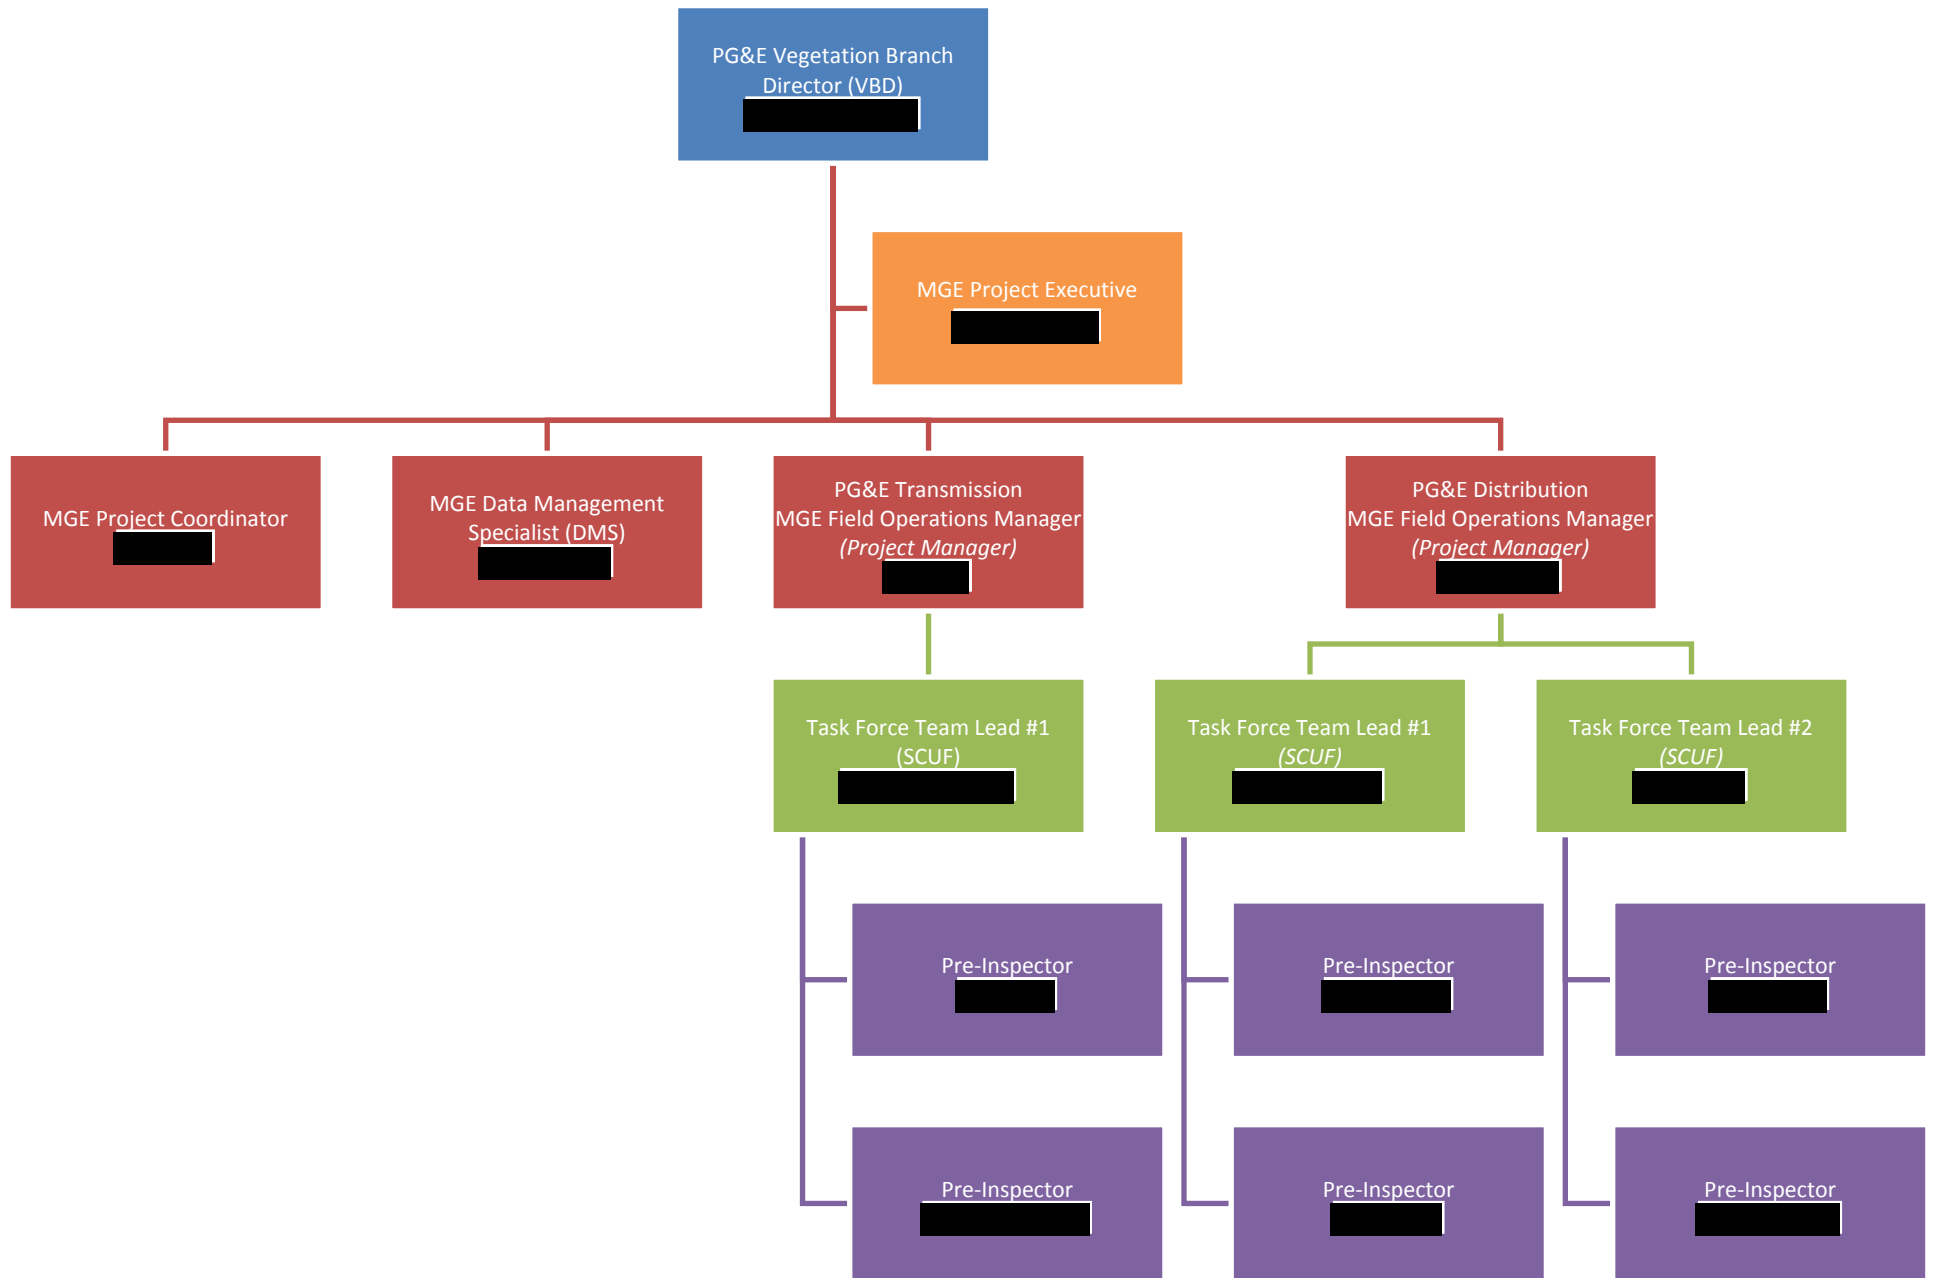 PG&E Vegetation Branch
Director (VBD)
MGE Project Executive
MGE Project Coordinator
MGE Data Management
Specialist (DMS)
PG&E Transmission
MGE Field Operations Manager
(Project Manager)
PG&E Distribution
MGE Field Operations Manager
(Project Manager)
Task Force Team Lead #1
(SCUF)
Task Force Team Lead #1
(SCUF)
Task Force Team Lead #2
(SCUF)
Pre-Inspector
Pre-Inspector
Pre-Inspector
Pre-Inspector
Pre-Inspector
Pre-Inspector